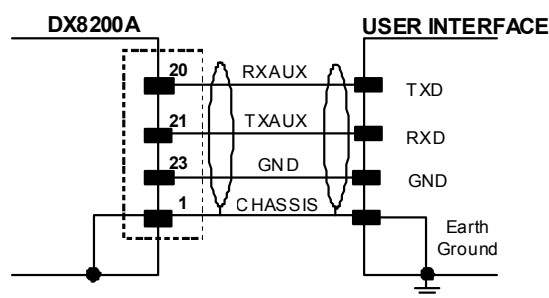 DX8200A USER INTERFACE
20 RXAUX TXD
21 TXAUX RXD
23 GND GND
1 CHASSIS
Earth
Ground